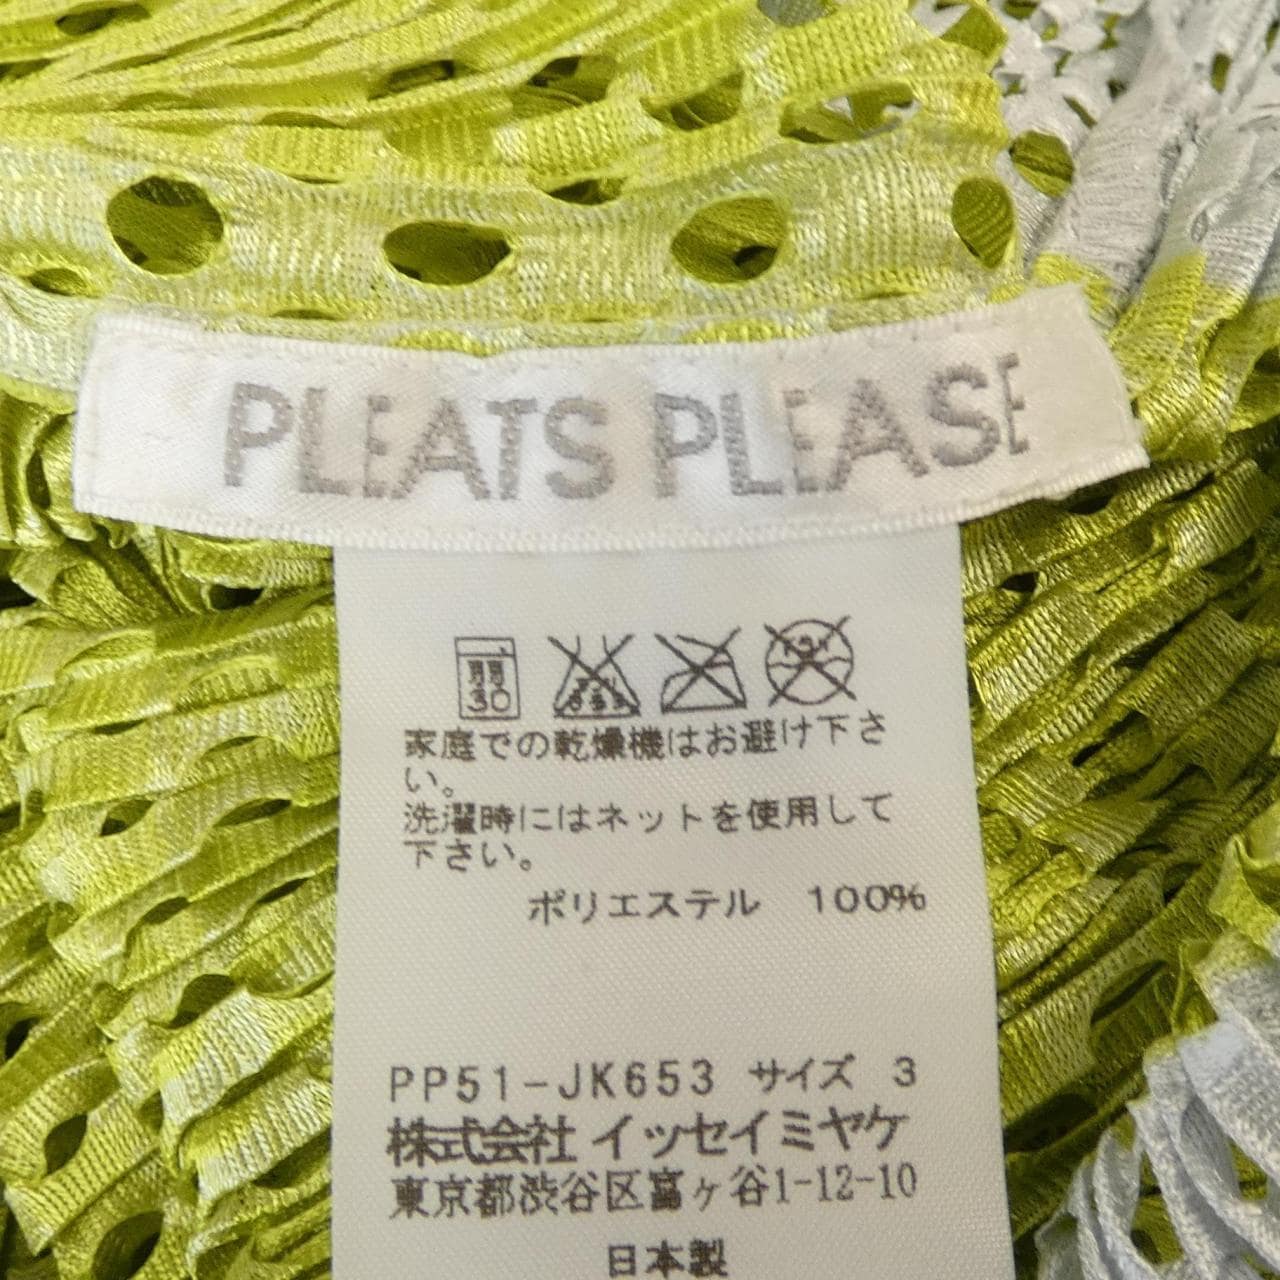 PLEATS PLEASE
30
家庭での乾燥機はお避け下さ
い。
洗濯時にはネットを使用して
下さい。
ポリエステル 100%
PP51-JK653 サイズ 3
株式会社 イッセイミヤケ
東京都渋谷区富ヶ谷1-12-10
日本製